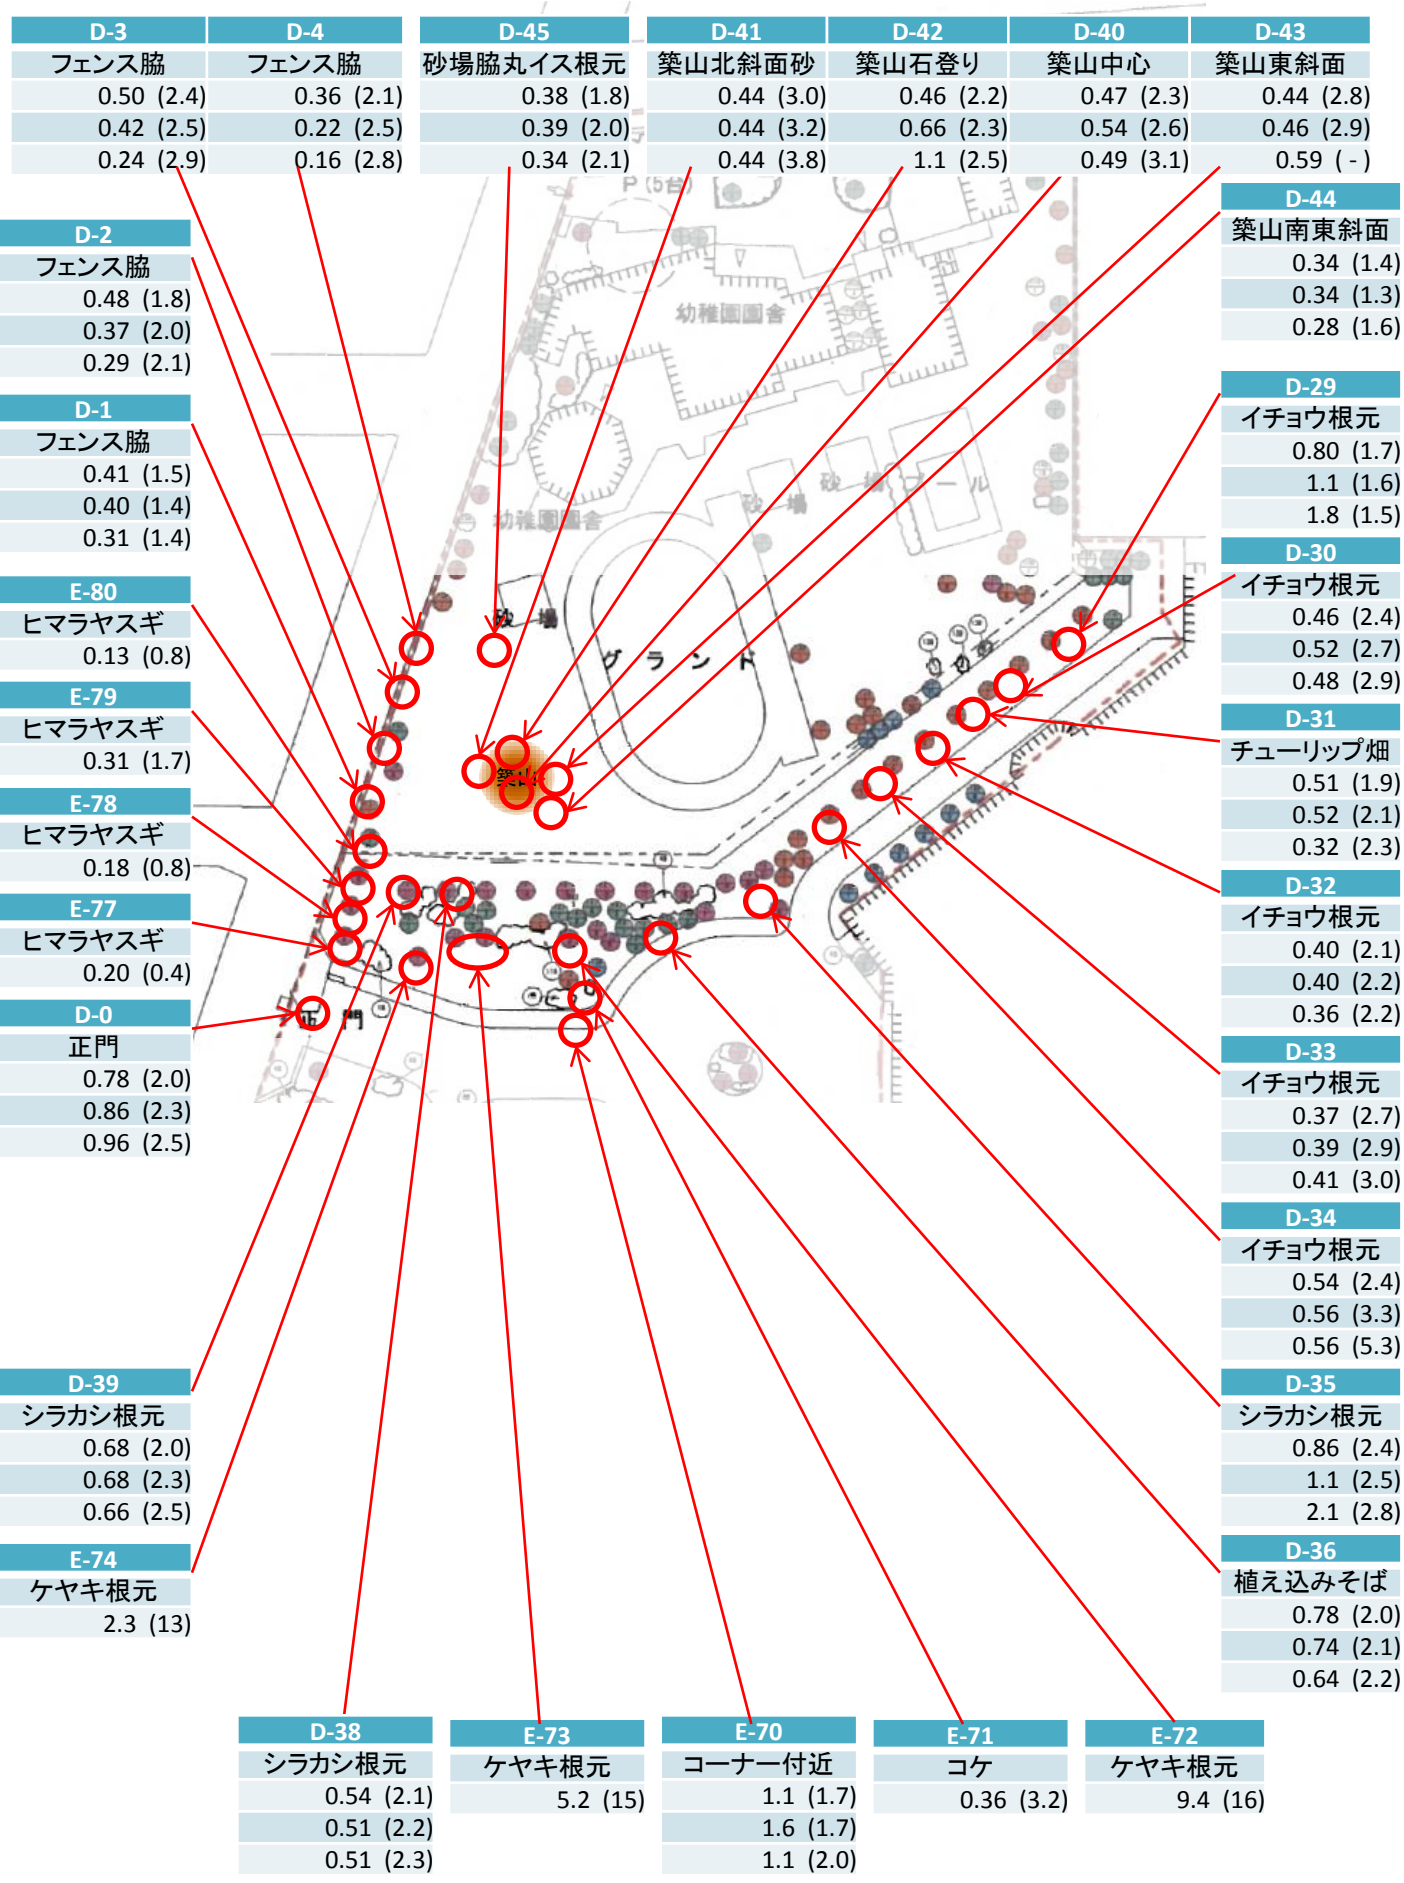 D-3
フェンス脇
0.50 (2.4)
0.42 (2.5)
0.24 (2.9)
D-4
フェンス脇
0.36 (2.1)
0.22 (2.5)
0.16 (2.8)
D-45
砂場脇丸イス根元
0.38 (1.8)
0.39 (2.0)
0.34 (2.1)
D-41
築山北斜面砂
0.44 (3.0)
0.44 (3.2)
0.44 (3.8)
D-42
築山石登り
0.46 (2.2)
0.66 (2.3)
1.1 (2.5)
D-40
築山中心
0.47 (2.3)
0.54 (2.6)
0.49 (3.1)
D-43
築山東斜面
0.44 (2.8)
0.46 (2.9)
0.59 ( - )
D-44
築山南東斜面
0.34 (1.4)
0.34 (1.3)
0.28 (1.6)
D-2
フェンス脇
0.48 (1.8)
0.37 (2.0)
0.29 (2.1)
D-1
フェンス脇
0.41 (1.5)
0.40 (1.4)
0.31 (1.4)
E-80
ヒマラヤスギ
0.13 (0.8)
E-79
ヒマラヤスギ
0.31 (1.7)
E-78
ヒマラヤスギ
0.18 (0.8)
E-77
ヒマラヤスギ
0.20 (0.4)
D-0
正門
0.78 (2.0)
0.86 (2.3)
0.96 (2.5)
D-39
シラカシ根元
0.68 (2.0)
0.68 (2.3)
0.66 (2.5)
E-74
ケヤキ根元
2.3 (13)
P (5台)
幼稚園園舎
幼稚園園舎
砂場
砂場
プール
砂場
グランド
築山
正門
D-29
イチョウ根元
0.80 (1.7)
1.1 (1.6)
1.8 (1.5)
D-30
イチョウ根元
0.46 (2.4)
0.52 (2.7)
0.48 (2.9)
D-31
チューリップ畑
0.51 (1.9)
0.52 (2.1)
0.32 (2.3)
D-32
イチョウ根元
0.40 (2.1)
0.40 (2.2)
0.36 (2.2)
D-33
イチョウ根元
0.37 (2.7)
0.39 (2.9)
0.41 (3.0)
D-34
イチョウ根元
0.54 (2.4)
0.56 (3.3)
0.56 (5.3)
D-35
シラカシ根元
0.86 (2.4)
1.1 (2.5)
2.1 (2.8)
D-36
植え込みそば
0.78 (2.0)
0.74 (2.1)
0.64 (2.2)
D-38
シラカシ根元
0.54 (2.1)
0.51 (2.2)
0.51 (2.3)
E-73
ケヤキ根元
5.2 (15)
E-70
コーナー付近
1.1 (1.7)
1.6 (1.7)
1.1 (2.0)
E-71
コケ
0.36 (3.2)
E-72
ケヤキ根元
9.4 (16)